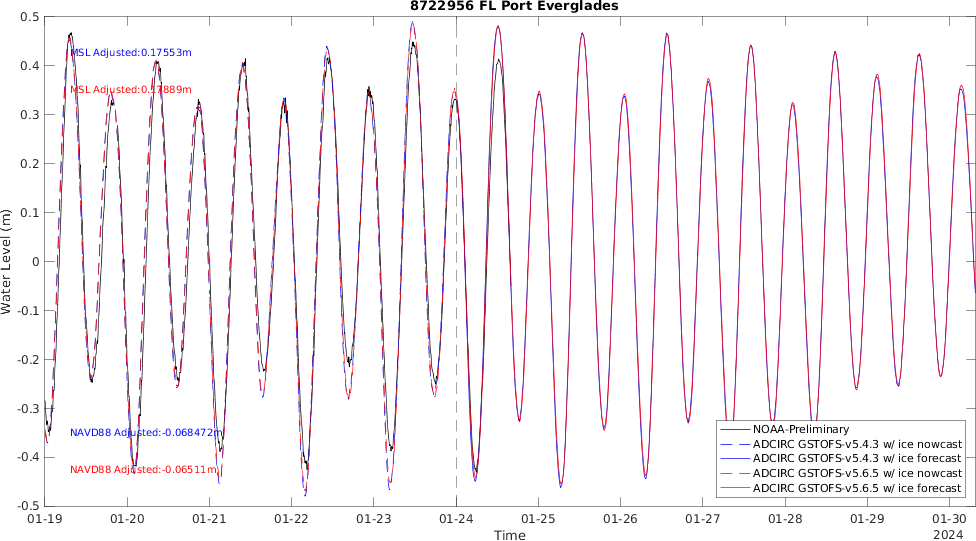 8722956 FL Port Everglades
0.5
0.4
0.3
0.2
0.1
0
-0.1
-0.2
-0.3
-0.4
-0.5
Water Level (m)
MSL Adjusted:0.17553m
MSL Adjusted:0.17889m
NAVD88 Adjusted:-0.068472m
NAVD88 Adjusted:-0.06511m
NOAA-Preliminary
ADCIRC GSTOFS-v5.4.3 w/ ice nowcast
ADCIRC GSTOFS-v5.4.3 w/ ice forecast
ADCIRC GSTOFS-v5.6.5 w/ ice nowcast
ADCIRC GSTOFS-v5.6.5 w/ ice forecast
01-19 01-20 01-21 01-22 01-23 01-24 01-25 01-26 01-27 01-28 01-29 01-30
Time
2024